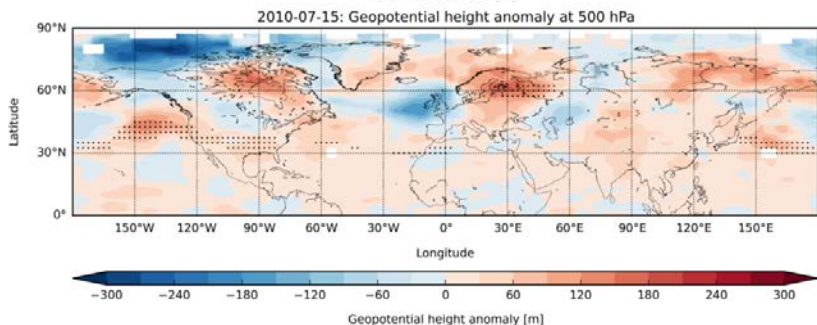 2010-07-15: Geopotential height anomaly at 500 hPa
90°N
60°N
30°N
0°
Latitude
150°W 120°W 90°W 60°W 30°W 0° 30°E 60°E 90°E 120°E 150°E
Longitude
−300 −240 −180 −120 −60 0 60 120 180 240 300
Geopotential height anomaly [m]